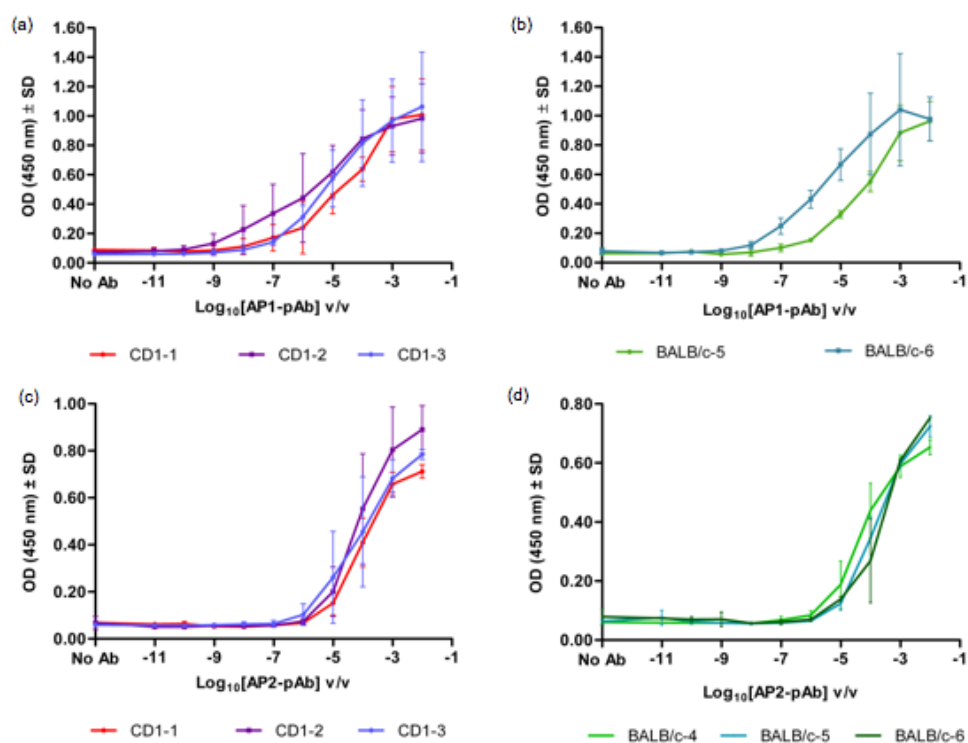 (a)
OD (450 nm) ± SD
1.60
1.40
1.20
1.00
0.80
0.60
0.40
0.20
0.00
No Ab -11 -9 -7 -5 -3 -1
Log10[AP1-pAb] v/v
CD1-1 CD1-2 CD1-3
(b)
OD (450 nm) ± SD
1.60
1.40
1.20
1.00
0.80
0.60
0.40
0.20
0.00
No Ab -11 -9 -7 -5 -3 -1
Log10[AP1-pAb] v/v
BALB/c-5 BALB/c-6
(c)
OD (450 nm) ± SD
1.00
0.80
0.60
0.40
0.20
0.00
No Ab -11 -9 -7 -5 -3 -1
Log10[AP2-pAb] v/v
CD1-1 CD1-2 CD1-3
(d)
OD (450 nm) ± SD
0.80
0.60
0.40
0.20
0.00
No Ab -11 -9 -7 -5 -3 -1
Log10[AP2-pAb] v/v
BALB/c-4 BALB/c-5 BALB/c-6